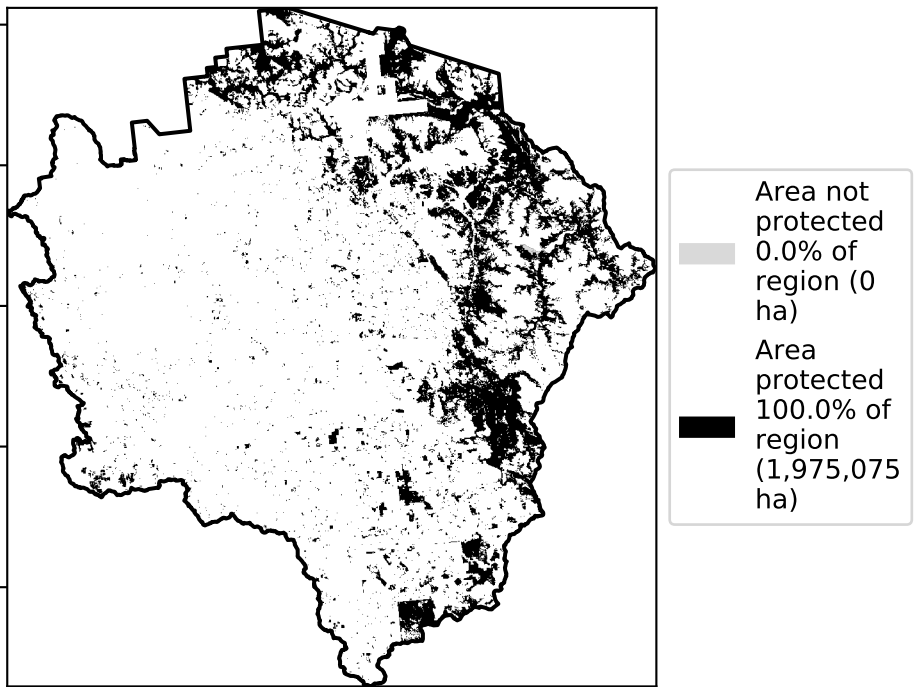 Area not
protected
0.0% of
region (0
ha)
Area
protected
100.0% of
region
(1,975,075
ha)